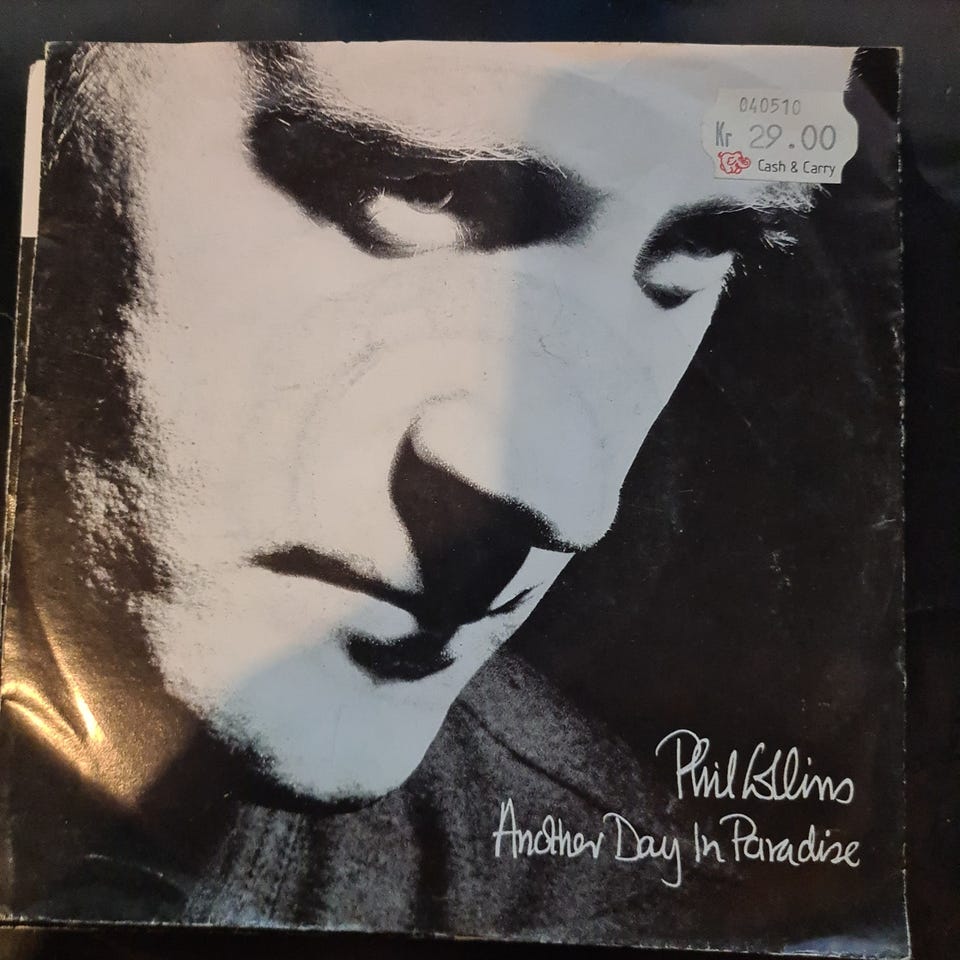 040510
Kr 29.00
Cash & Carry
Phil Collins
Another Day In Paradise